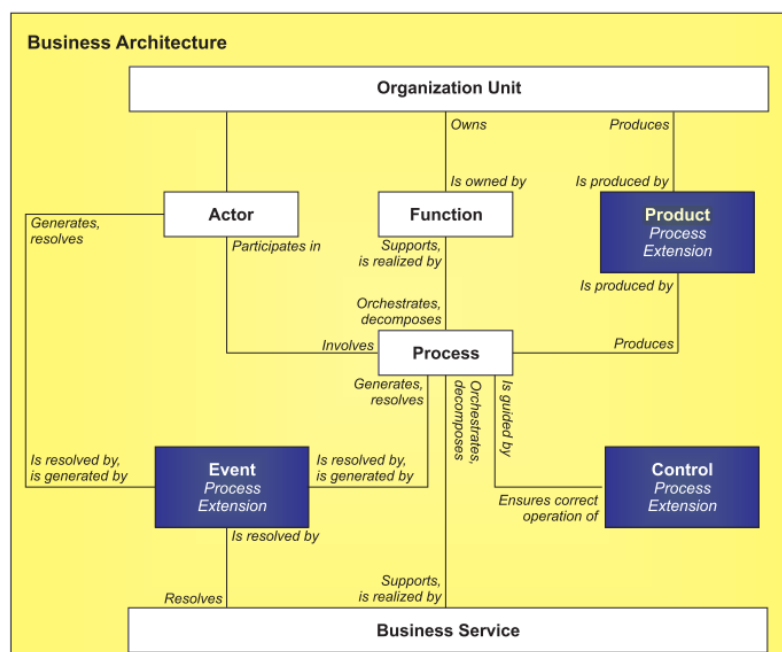 Business Architecture
Organization Unit
Owns
Produces
Is owned by
Is produced by
Actor
Function
Product
Process
Extension
Generates,
resolves
Participates in
Supports,
is realized by
Is produced by
Orchestrates,
decomposes
Involves
Process
Produces
Generates,
resolves
Orchestrates,
decomposes
Is guided by
Is resolved by,
is generated by
Event
Process
Extension
Is resolved by,
is generated by
Control
Process
Extension
Ensures correct
operation of
Is resolved by
Supports,
is realized by
Resolves
Business Service